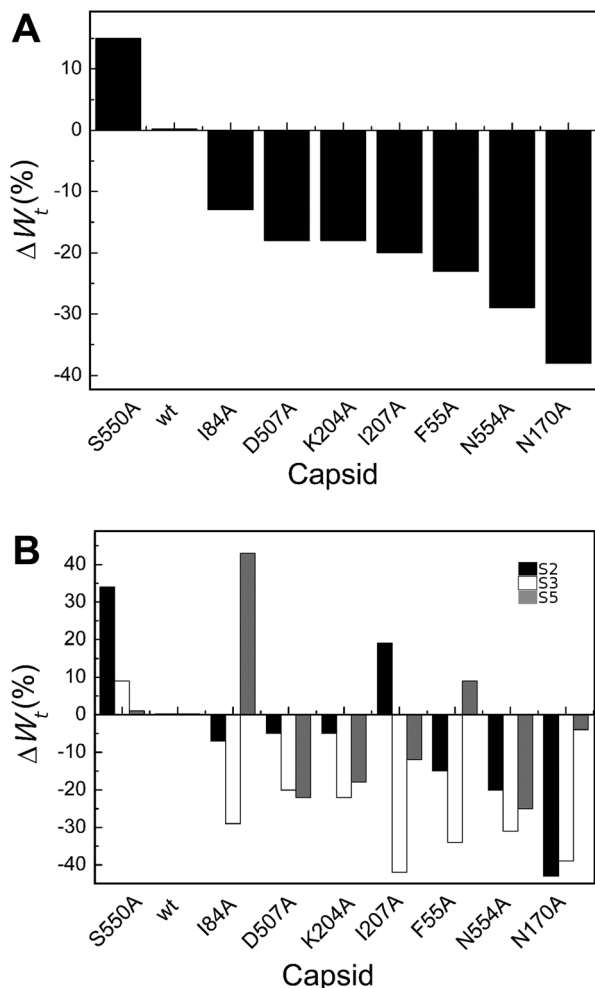 A
ΔWt(%)
10
0
-10
-20
-30
-40
S550A
wt
I84A
D507A
K204A
I207A
F55A
N554A
N170A
Capsid
B
ΔWt(%)
40
30
20
10
0
-10
-20
-30
-40
S2
S3
S5
S550A
wt
I84A
D507A
K204A
I207A
F55A
N554A
N170A
Capsid